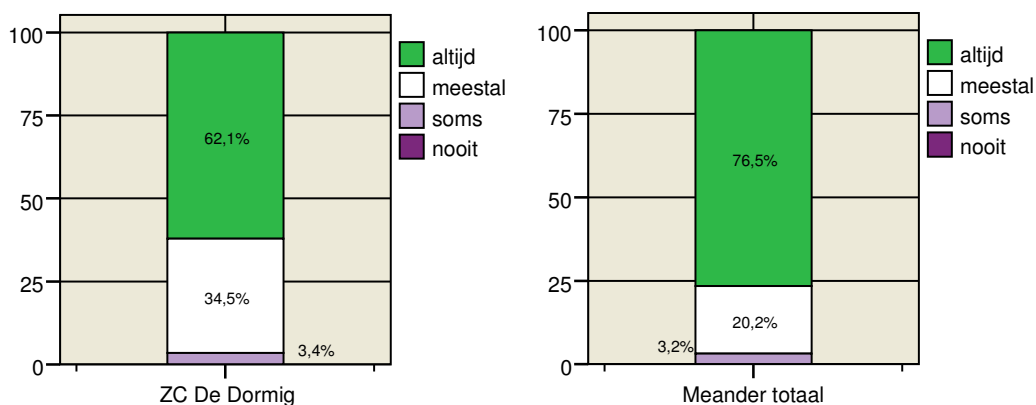 100
75
50
25
0
62,1%
34,5%
3,4%
ZC De Dormig
altijd
meestal
soms
nooit
100
75
50
25
0
76,5%
20,2%
3,2%
Meander totaal
altijd
meestal
soms
nooit